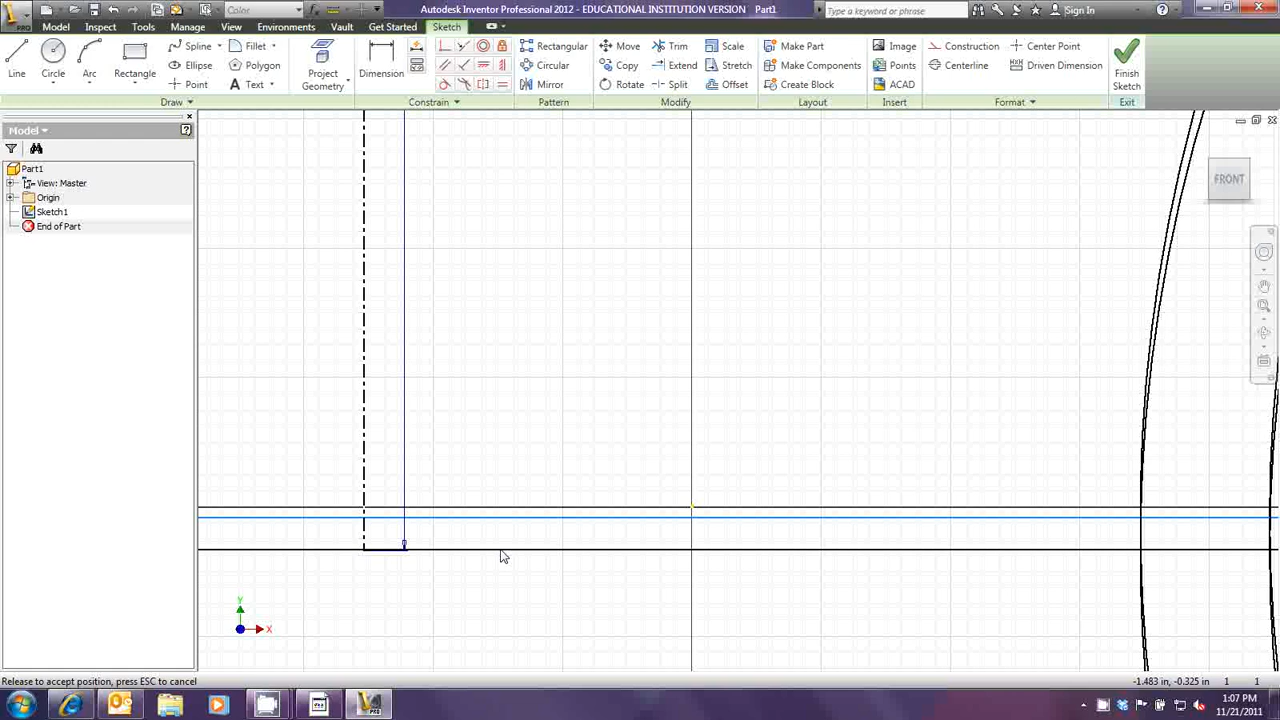 Color
Autodesk Inventor Professional 2012 - EDUCATIONAL INSTITUTION VERSION Part1
Type a keyword or phrase
Sign In
PRO
Model Inspect Tools Manage View Environments Vault Get Started Sketch
Spline Fillet Rectangular Move Trim Scale Make Part Image Construction Center Point
Ellipse Polygon Circular Copy Extend Stretch Make Components Points Centerline Driven Dimension
Line Circle Arc Rectangle Project Geometry Dimension Finish Sketch
Point Text Mirror Rotate Split Offset Create Block ACAD
Draw Constrain Pattern Modify Layout Insert Format Exit
Model
Part1
View: Master
Origin
Sketch1
End of Part
FRONT
Y
X
Release to accept position, press ESC to cancel
-1.483 in, -0.325 in 1 1
1:07 PM
11/21/2011